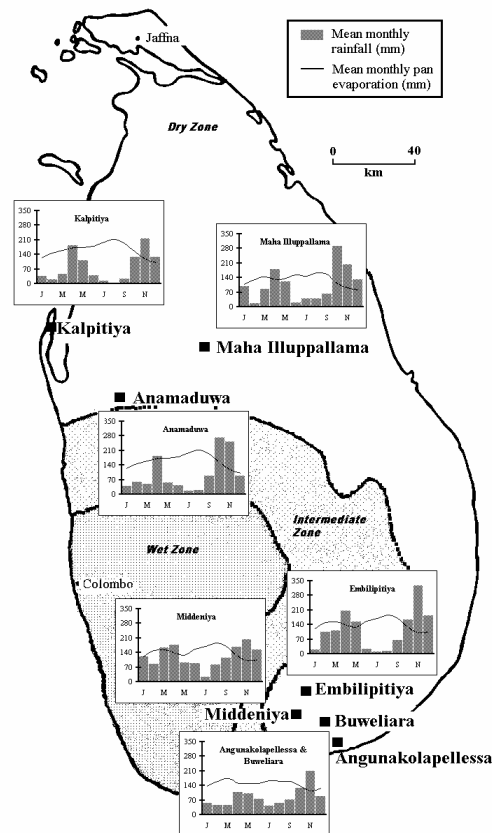 Jaffna
Mean monthly
rainfall (mm)
Mean monthly pan
evaporation (mm)
Dry Zone
0 40
km
Kalpitiya
350
280
210
140
70
0
J M M J S N
Maha Illuppallama
350
280
210
140
70
0
J M M J S N
Kalpitiya
Maha Illuppallama
Anamaduwa
Anamaduwa
350
280
210
140
70
0
J M M J S N
Intermediate
Zone
Wet Zone
Colombo
Embilipitiya
350
280
210
140
70
0
J M M J S N
Middeniya
350
280
210
140
70
0
J M M J S N
Embilipitiya
Middeniya
Buweliara
Angunakolapellessa
Angunakolapellessa &
Buweliara
350
280
210
140
70
0
J M M J S N